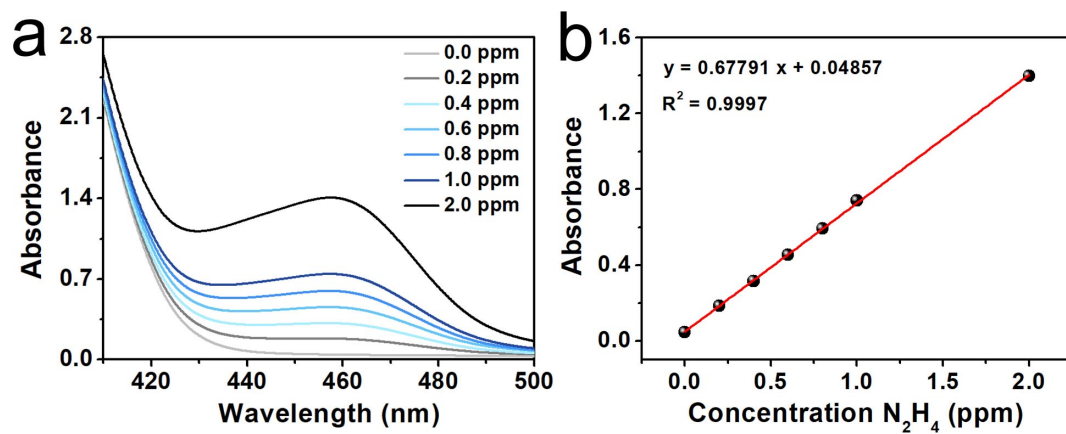 a
2.8
2.1
1.4
0.7
0.0
Absorbance
420
440
460
480
500
Wavelength (nm)
0.0 ppm
0.2 ppm
0.4 ppm
0.6 ppm
0.8 ppm
1.0 ppm
2.0 ppm
b
1.6
1.2
0.8
0.4
0.0
Absorbance
y = 0.67791 x + 0.04857
R² = 0.9997
0.0
0.5
1.0
1.5
2.0
Concentration N₂H₄ (ppm)